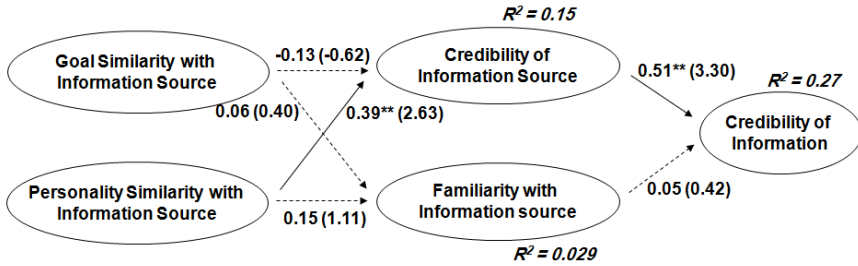 R² = 0.15
Goal Similarity with
Information Source
-0.13 (-0.62)
Credibility of
Information Source
0.51** (3.30)
R² = 0.27
0.06 (0.40)
0.39** (2.63)
Credibility of
Information
Personality Similarity with
Information Source
0.15 (1.11)
Familiarity with
Information source
0.05 (0.42)
R² = 0.029